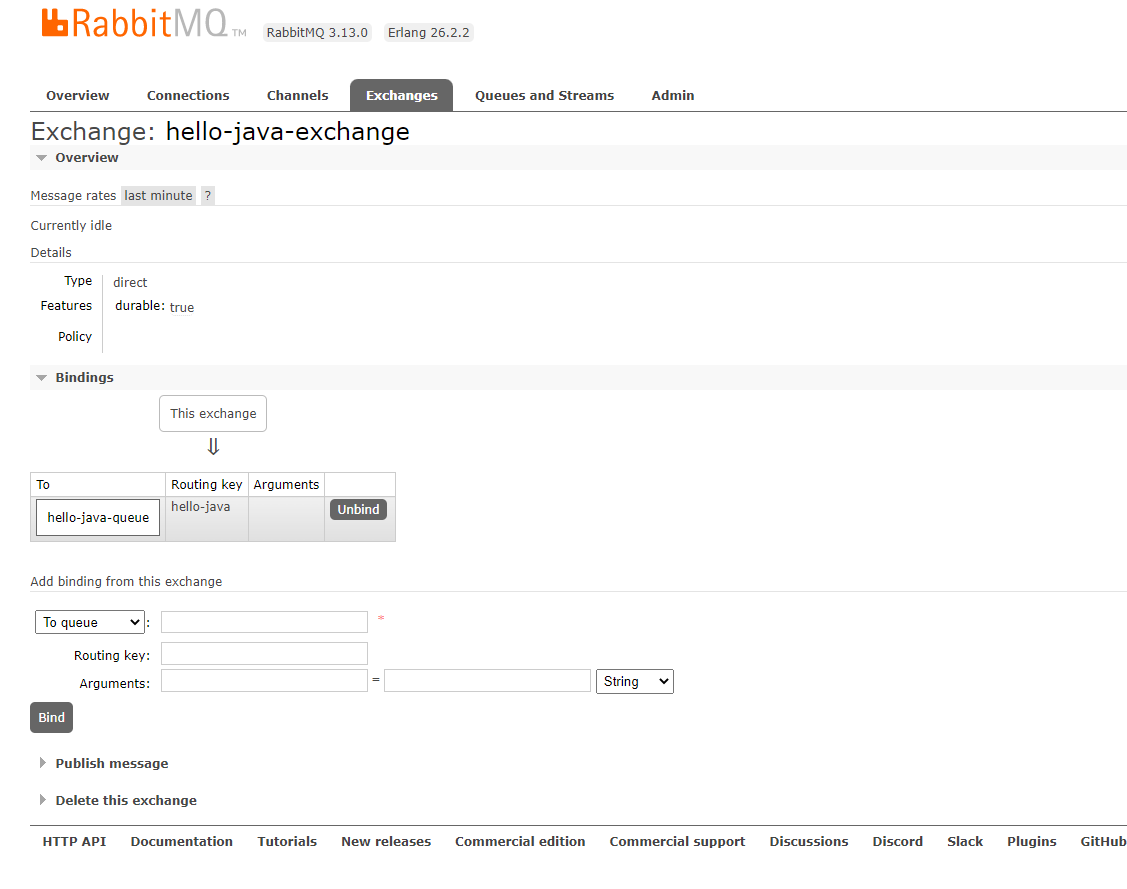 RabbitMQ TM RabbitMQ 3.13.0 Erlang 26.2.2
Overview Connections Channels Exchanges Queues and Streams Admin
Exchange: hello-java-exchange
Overview
Message rates last minute ?
Currently idle
Details
Type direct
Features durable: true
Policy
Bindings
This exchange
⇓
To Routing key Arguments
hello-java-queue hello-java Unbind
Add binding from this exchange
To queue : *
Routing key:
Arguments: = String
Bind
Publish message
Delete this exchange
HTTP API Documentation Tutorials New releases Commercial edition Commercial support Discussions Discord Slack Plugins GitHub